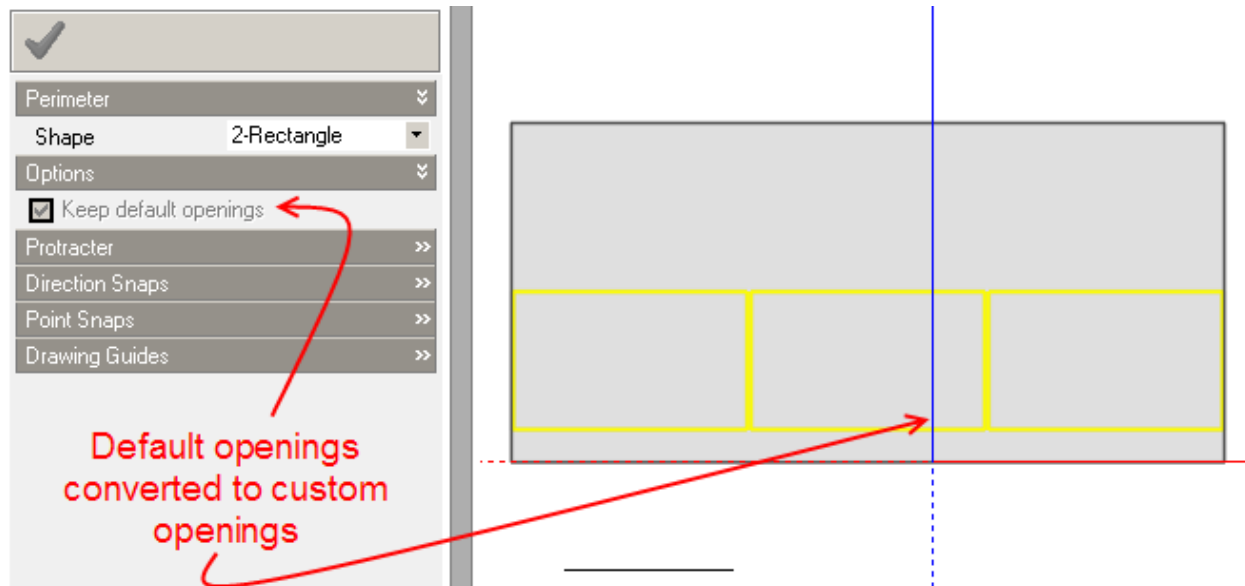 Perimeter
Shape 2-Rectangle
Options
Keep default openings
Protracter
Direction Snaps
Point Snaps
Drawing Guides
Default openings
converted to custom
openings